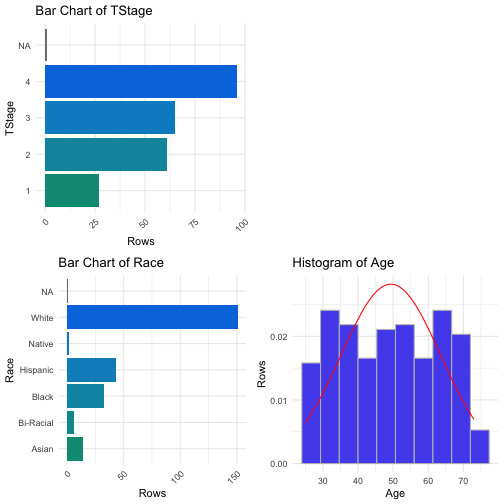 Bar Chart of TStage
TStage
NA
4
3
2
1
0
25
50
75
100
Rows
Bar Chart of Race
Race
NA
White
Native
Hispanic
Black
Bi-Racial
Asian
0
50
100
150
Rows
Histogram of Age
Rows
0.02
0.01
0.00
30
40
50
60
70
Age